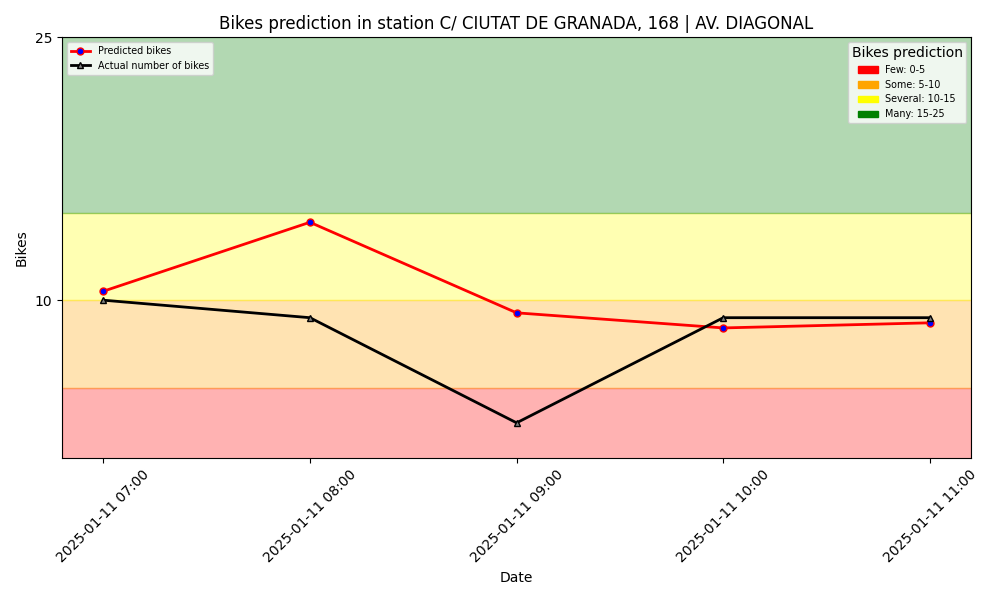 Bikes prediction in station C/ CIUTAT DE GRANADA, 168 | AV. DIAGONAL
25
10
Bikes
Predicted bikes
Actual number of bikes
Bikes prediction
Few: 0-5
Some: 5-10
Several: 10-15
Many: 15-25
2025-01-11 07:00
2025-01-11 08:00
2025-01-11 09:00
2025-01-11 10:00
2025-01-11 11:00
Date